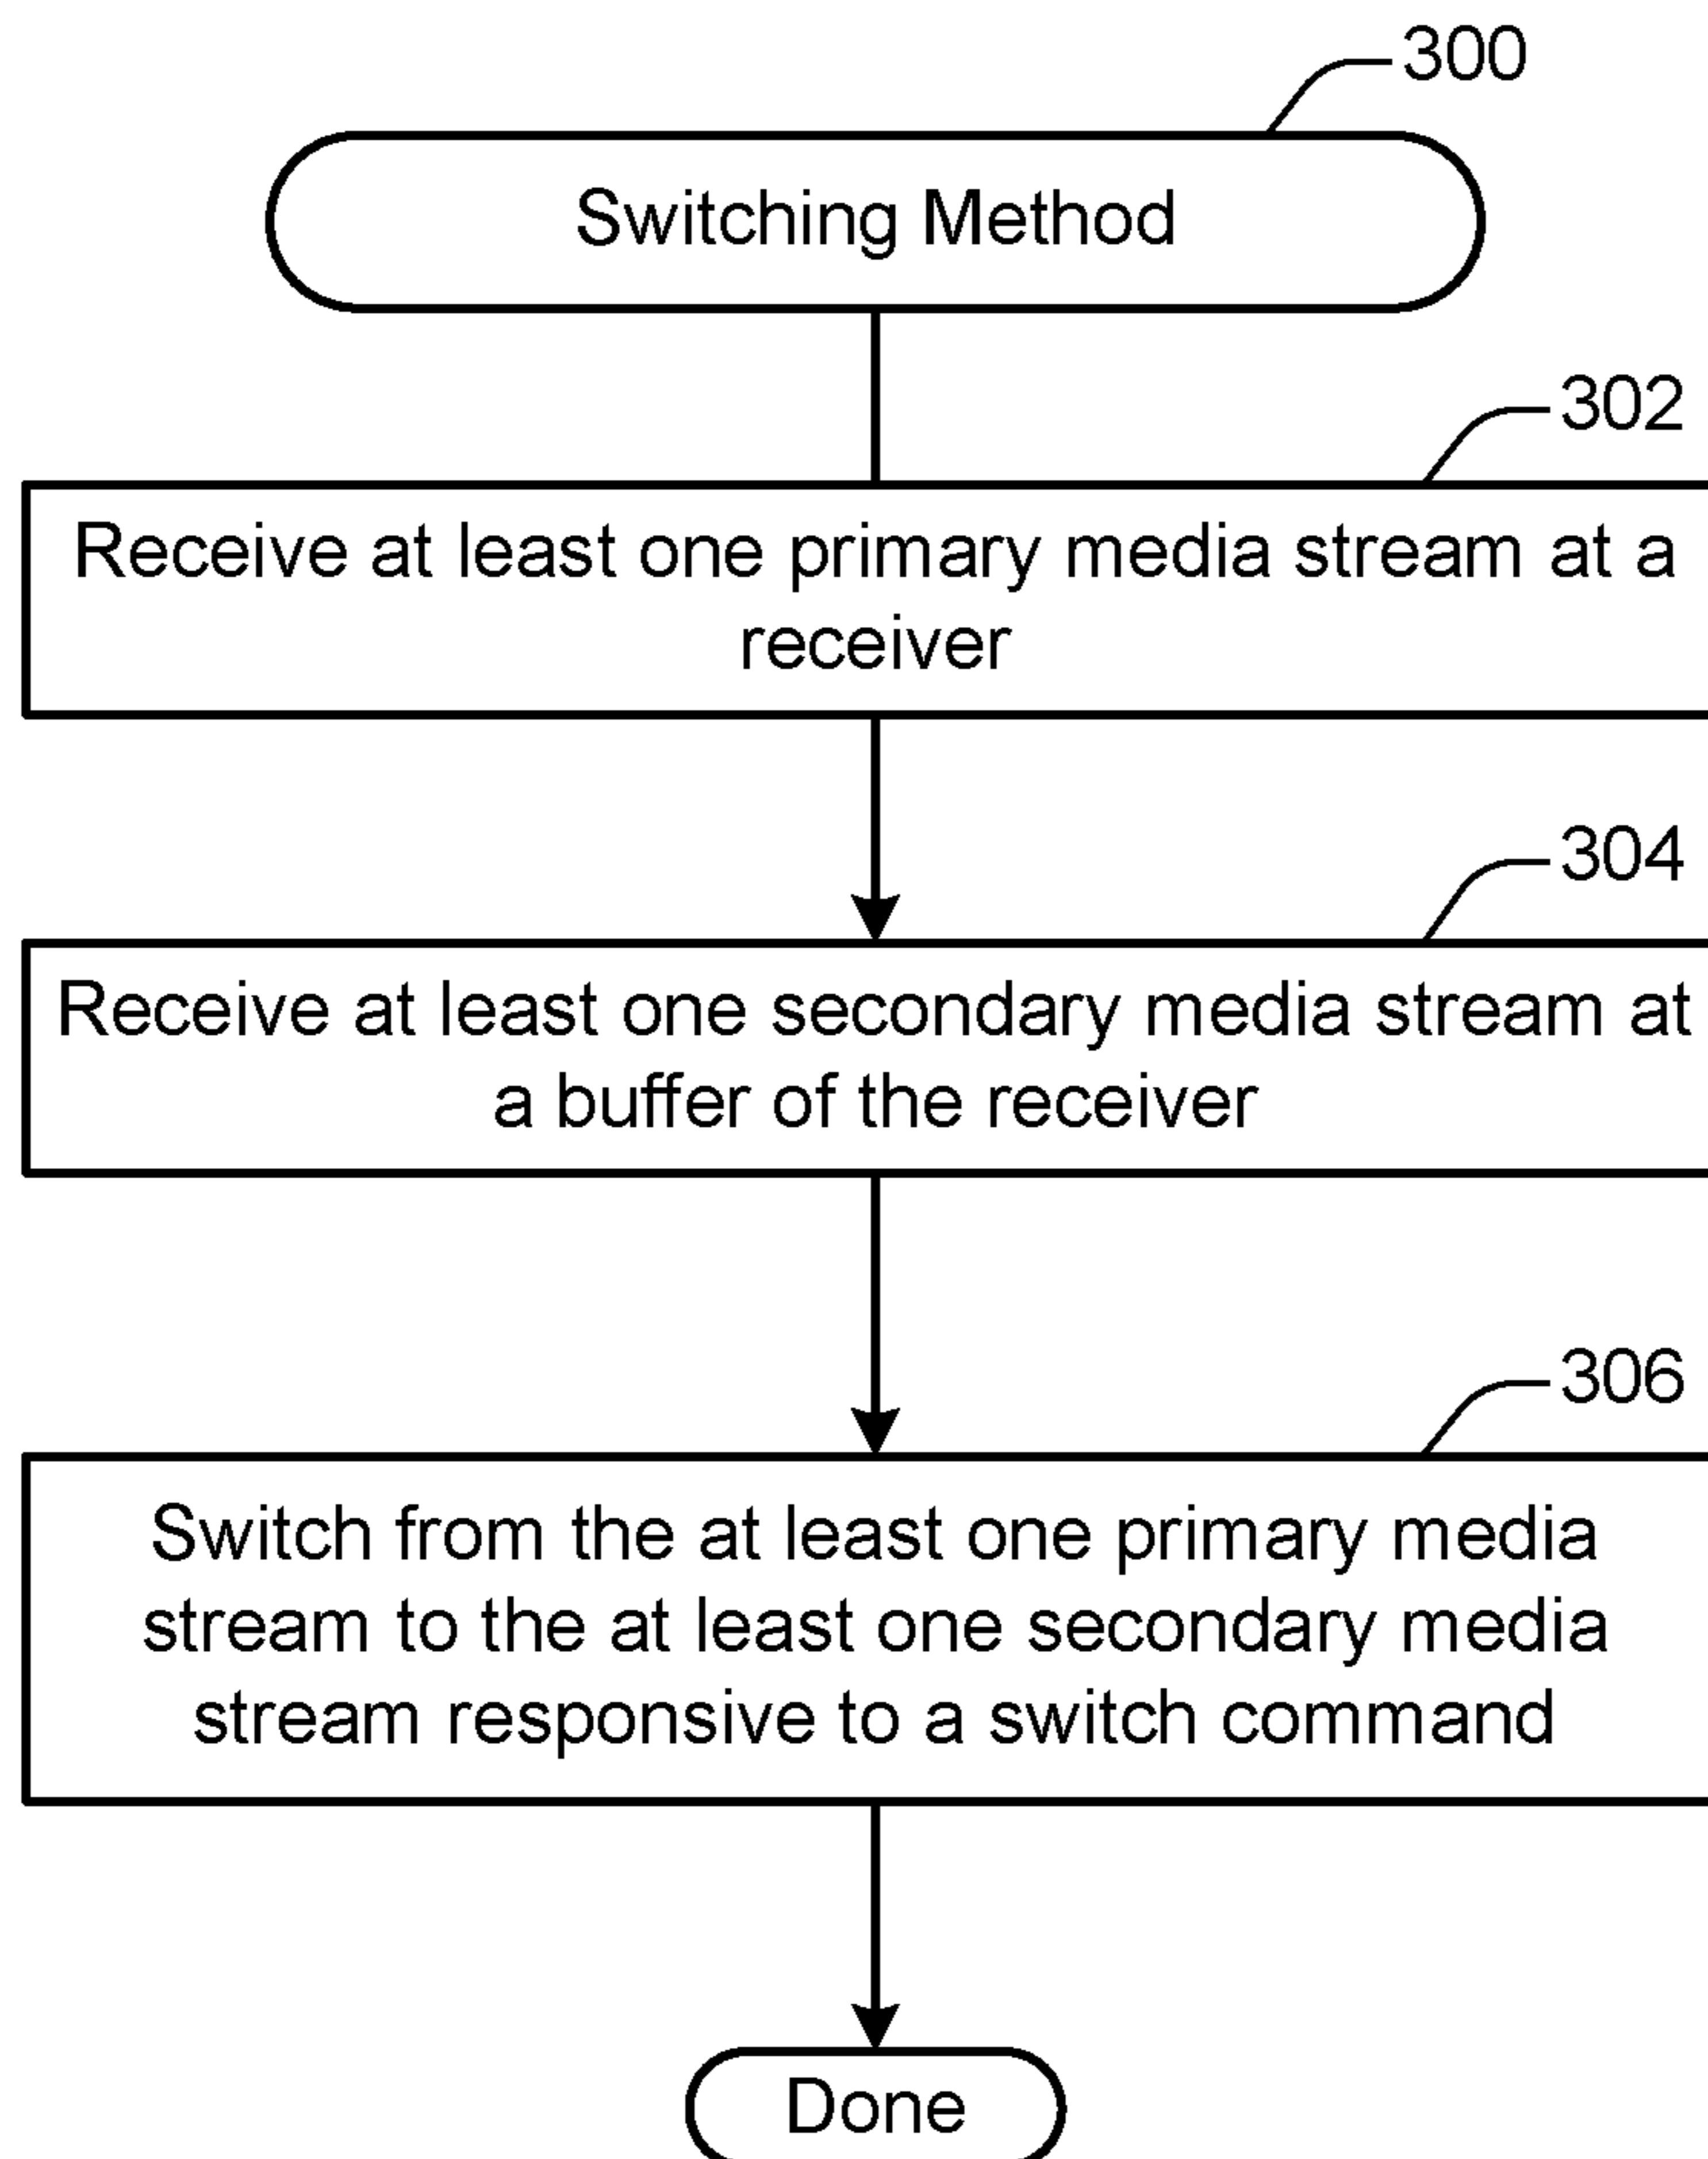 300
Switching Method
302
Receive at least one primary media stream at a
receiver
304
Receive at least one secondary media stream at
a buffer of the receiver
306
Switch from the at least one primary media
stream to the at least one secondary media
stream responsive to a switch command
Done